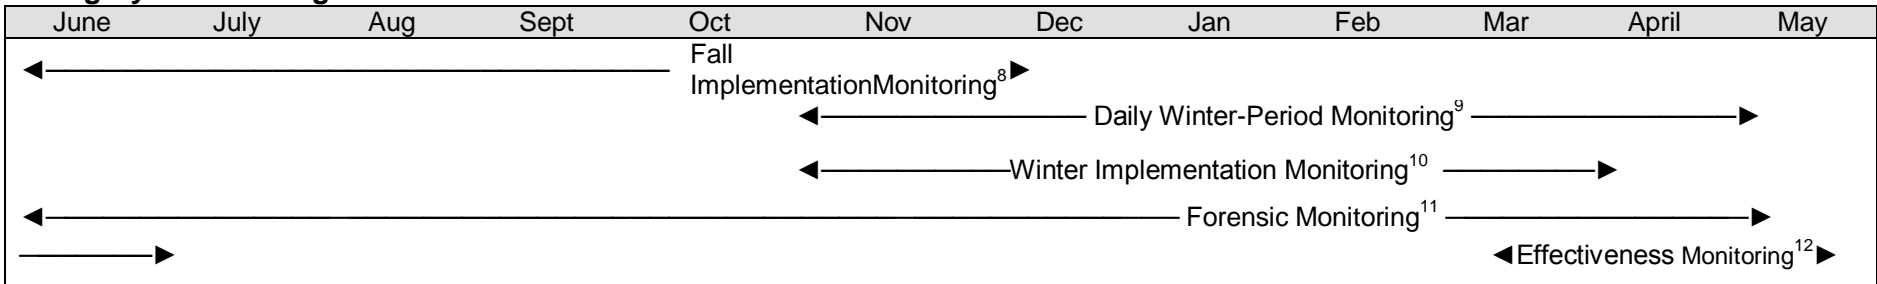 June July Aug Sept Oct Nov Dec Jan Feb Mar April May
Fall
ImplementationMonitoring8
Daily Winter-Period Monitoring9
Winter Implementation Monitoring10
Forensic Monitoring11
Effectiveness Monitoring12